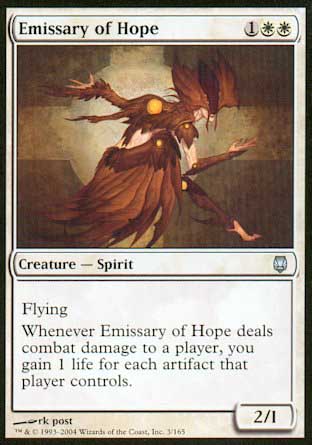 Emissary of Hope 1
Creature — Spirit
Flying
Whenever Emissary of Hope deals
combat damage to a player, you
gain 1 life for each artifact that
player controls.
rk post
™ & © 1993–2004 Wizards of the Coast, Inc. 3/165
2/1